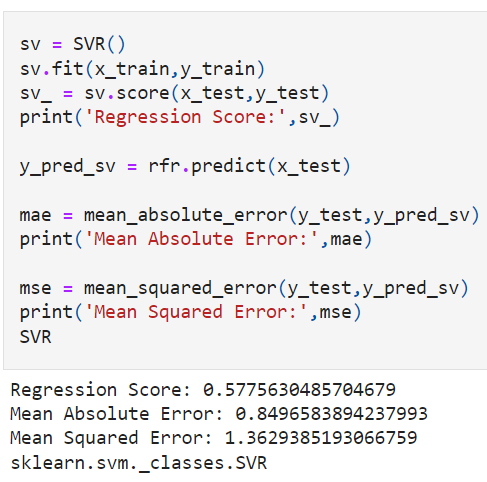 sv = SVR()
sv.fit(x_train,y_train)
sv_ = sv.score(x_test,y_test)
print('Regression Score:',sv_)
y_pred_sv = rfr.predict(x_test)
mae = mean_absolute_error(y_test,y_pred_sv)
print('Mean Absolute Error:',mae)
mse = mean_squared_error(y_test,y_pred_sv)
print('Mean Squared Error:',mse)
SVR
Regression Score: 0.5775630485704679
Mean Absolute Error: 0.8496583894237993
Mean Squared Error: 1.3629385193066759
sklearn.svm._classes.SVR